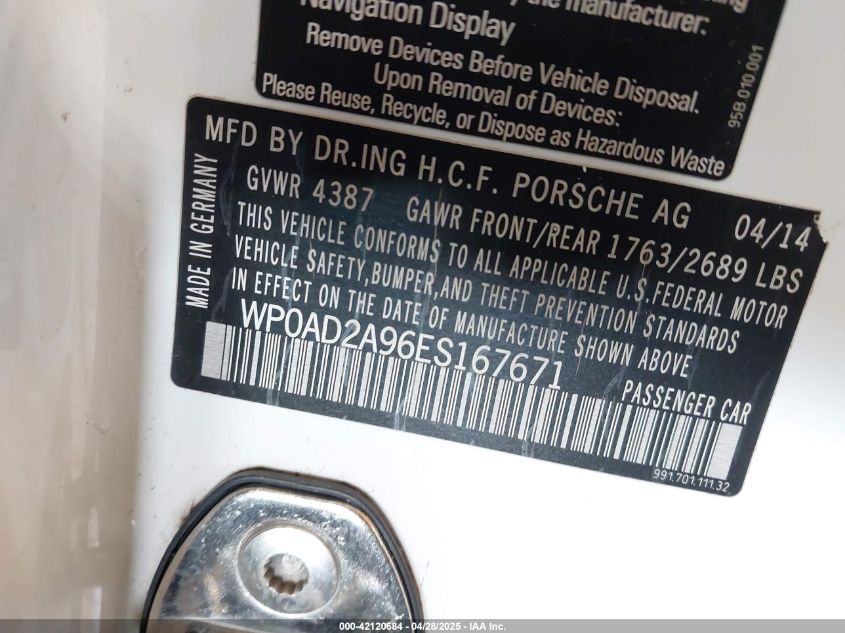 the manufacturer:
Navigation Display
Remove Devices Before Vehicle Disposal.
Upon Removal of Devices:
Please Reuse, Recycle, or Dispose as Hazardous Waste
95B.010.001
MFD BY DR.ING H.C.F. PORSCHE AG 04/14
GVWR 4387 GAWR FRONT/REAR 1763/2689 LBS
THIS VEHICLE CONFORMS TO ALL APPLICABLE U.S.FEDERAL MOTOR
VEHICLE SAFETY,BUMPER,AND THEFT PREVENTION STANDARDS
IN EFFECT ON THE DATE OF MANUFACTURE SHOWN ABOVE
WP0AD2A96ES167671
PASSENGER CAR
MADE IN GERMANY
991.701.111.32
000-42120684 - 04/28/2025 - IAA Inc.